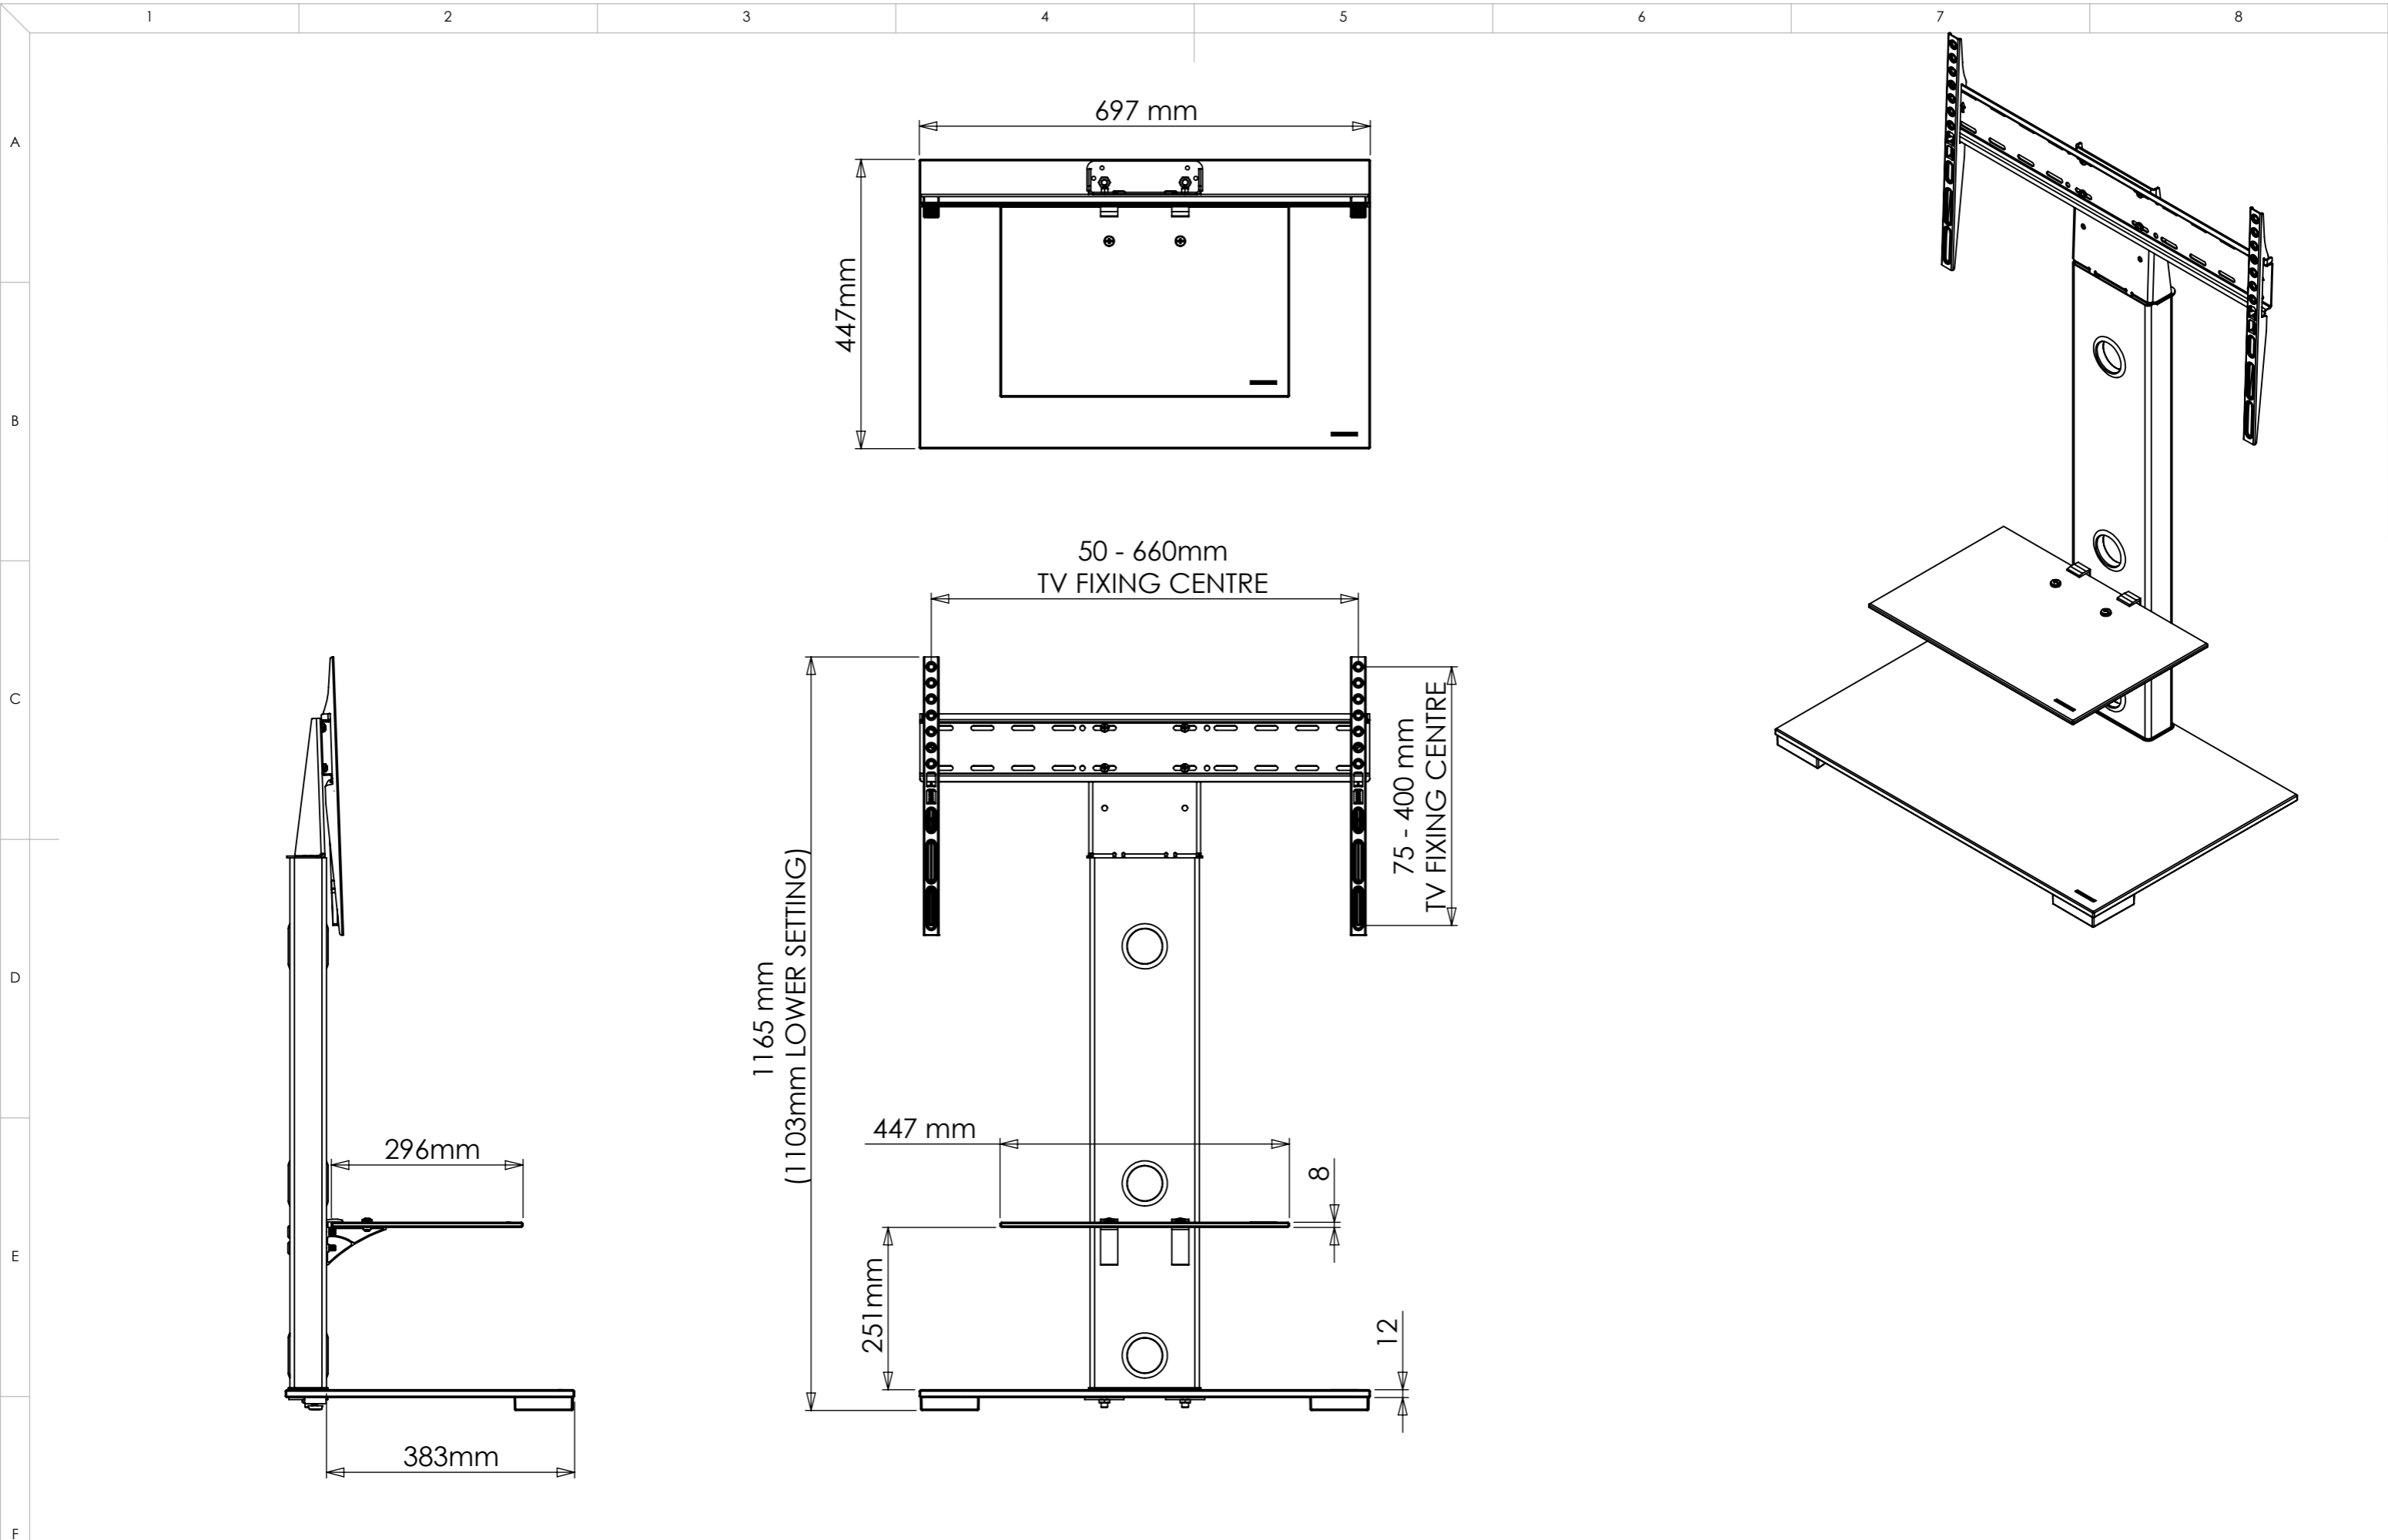 1 2 3 4 5 6 7 8
A
B
C
D
E
F
697 mm
447mm
50 - 660mm
TV FIXING CENTRE
75 - 400 mm
TV FIXING CENTRE
1165 mm
(1103mm LOWER SETTING)
447 mm
8
296mm
251mm
12
383mm